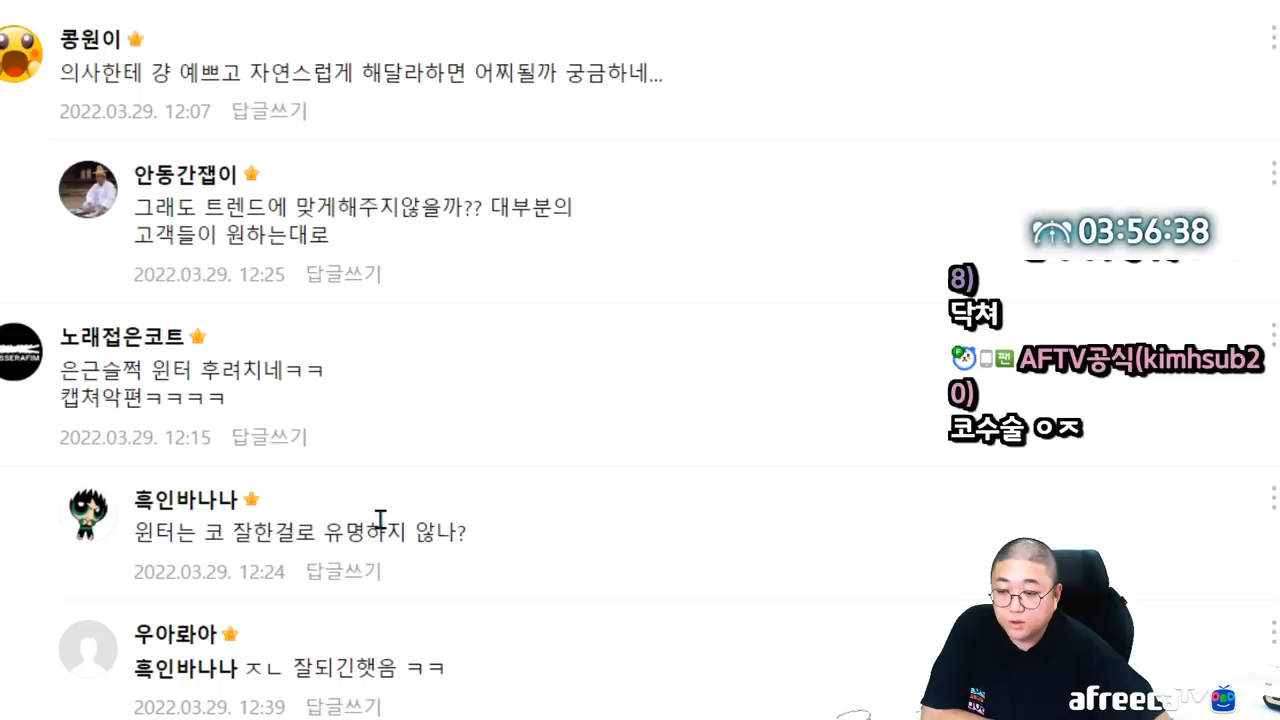 콩원이
의사한테 걍 예쁘고 자연스럽게 해달라하면 어찌될까 궁금하네...
2022.03.29. 12:07 답글쓰기
안동간잽이
그래도 트렌드에 맞게해주지않을까?? 대부분의
고객들이 원하는대로
2022.03.29. 12:25 답글쓰기
노래접은코트
은근슬쩍 윈터 후려치네ㅋㅋ
캡쳐악편ㅋㅋㅋㅋ
2022.03.29. 12:15 답글쓰기
흑인바나나
윈터는 코 잘한걸로 유명하지 않나?
2022.03.29. 12:24 답글쓰기
우아롸아
흑인바나나 ㅈㄴ 잘되긴햇음 ㅋㅋ
2022.03.29. 12:39 답글쓰기
SSERAFIM
03:56:38
8)
닥쳐
팬 AFTV공식(kimhsub2
0)
코수술 ㅇㅈ
afreecaTV